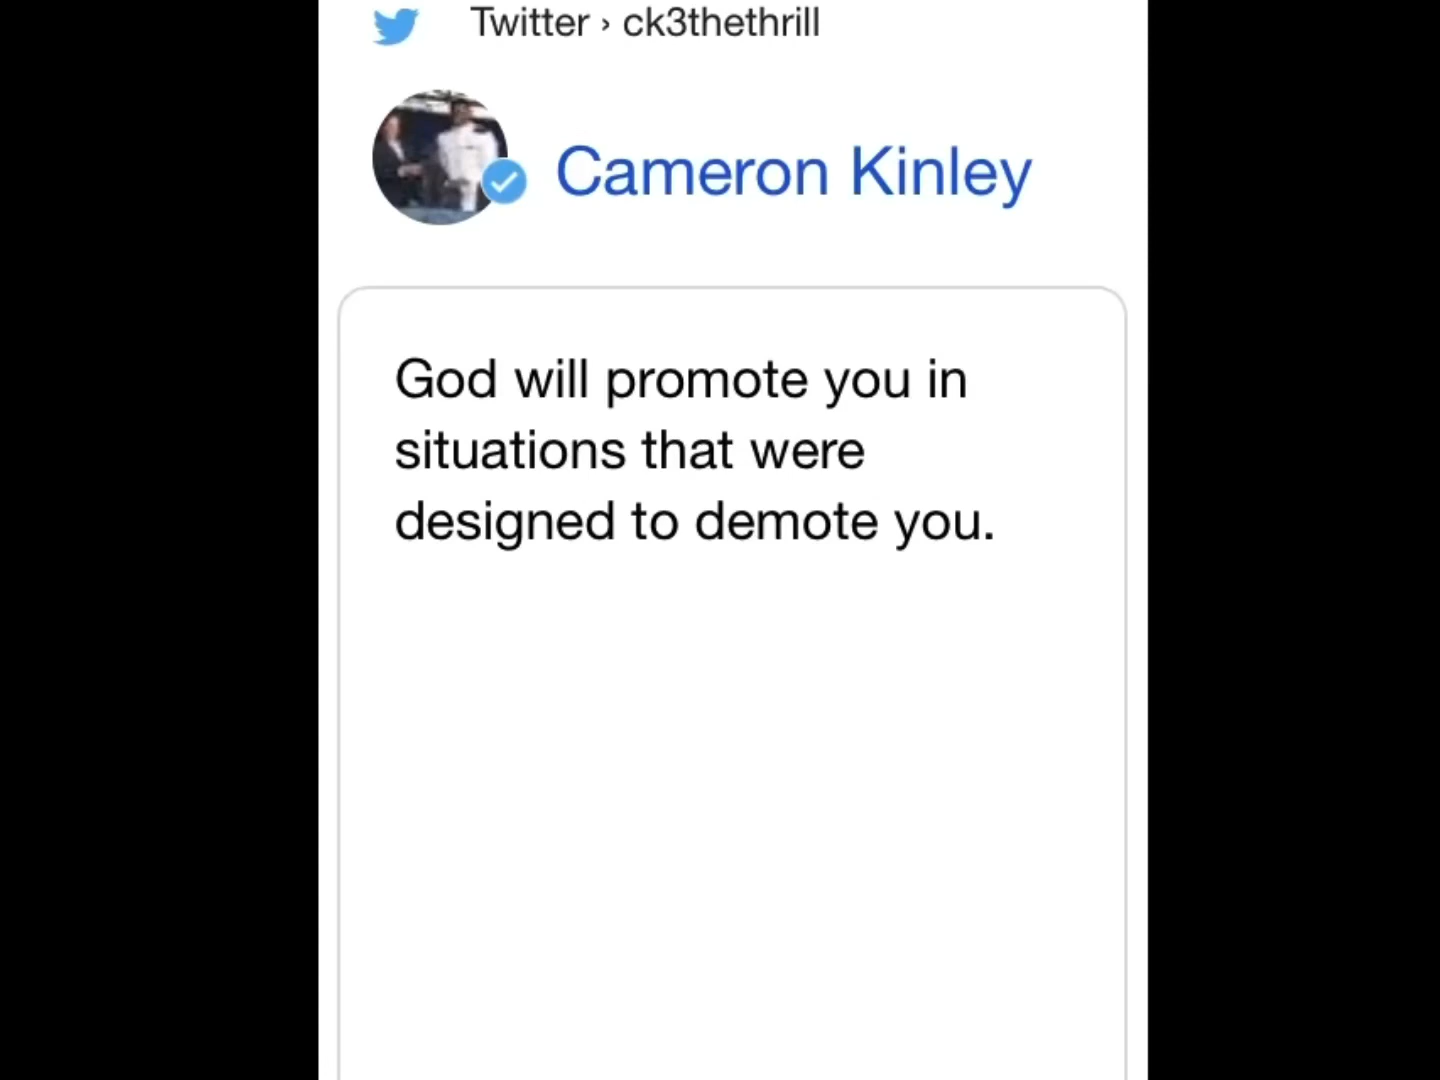 Twitter › ck3thethrill
Cameron Kinley
God will promote you in
situations that were
designed to demote you.